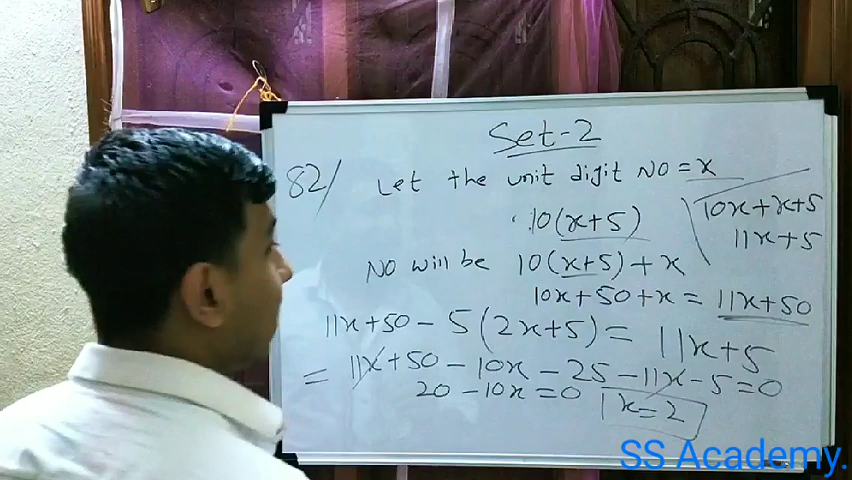 Set-2
82/ Let the unit digit NO = x
10(x+5)
10x+x+5
11x+5
NO will be 10(x+5)+x
10x+50+x = 11x+50
11x+50 - 5(2x+5) = 11x+5
= 11x+50 - 10x - 25 - 11x - 5 = 0
20 - 10x = 0 x=2
SS Academy.